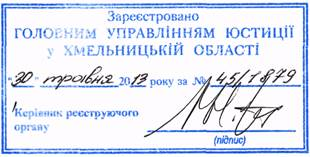 Зареєстровано
ГОЛОВНИМ УПРАВЛІННЯМ ЮСТИЦІЇ
у ХМЕЛЬНИЦЬКІЙ ОБЛАСТІ
"30" травня 2013 року за № 45/1879
Керівник реєструючого
органу
(підпис)